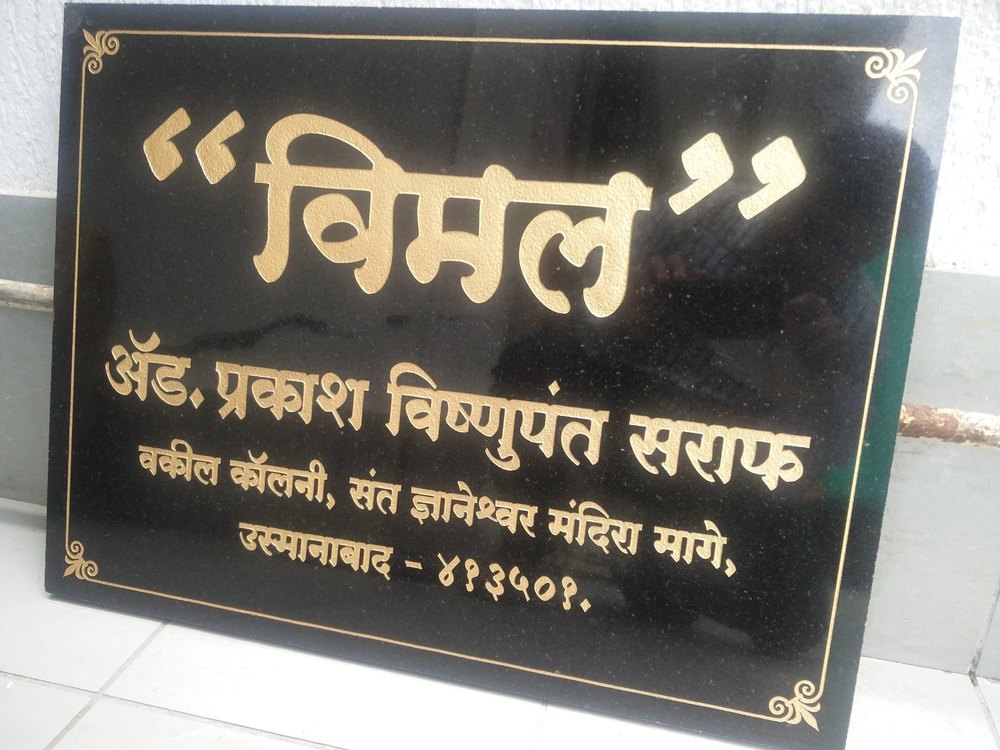 “विमल”
ॲड. प्रकाश विष्णुपंत सराफ
वकील कॉलनी, संत ज्ञानेश्वर मंदिरा मागे,
उस्मानाबाद - ४१३५०१.